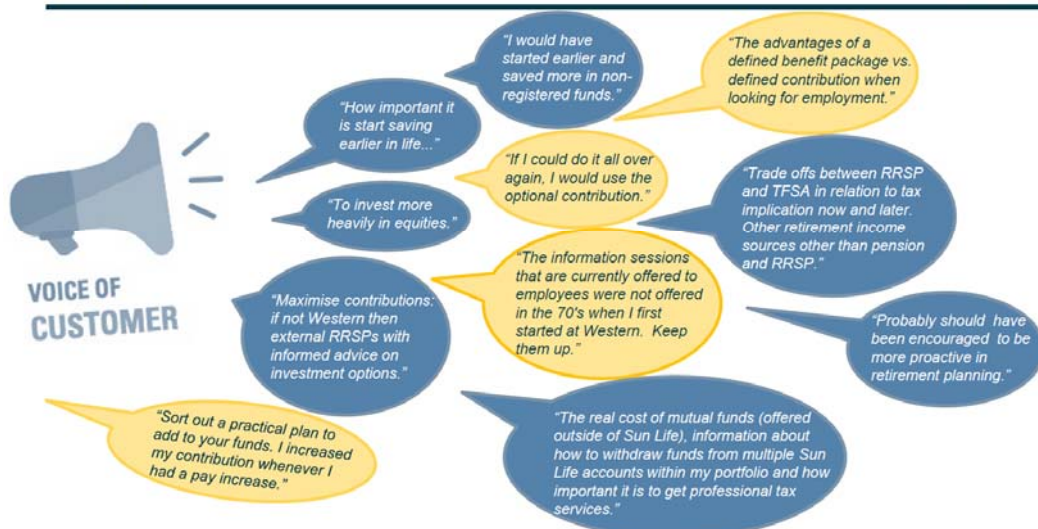 "I would have
started earlier and
saved more in non-
registered funds."
"The advantages of a
defined benefit package vs.
defined contribution when
looking for employment."
"How important it
is start saving
earlier in life..."
"If I could do it all over
again, I would use the
optional contribution."
"Trade offs between RRSP
and TFSA in relation to tax
implication now and later.
Other retirement income
sources other than pension
and RRSP."
"To invest more
heavily in equities."
VOICE OF
CUSTOMER
"Maximise contributions:
if not Western then
external RRSPs with
informed advice on
investment options."
"The information sessions
that are currently offered to
employees were not offered
in the 70's when I first
started at Western. Keep
them up."
"Probably should have
been encouraged to be
more proactive in
retirement planning."
"Sort out a practical plan to
add to your funds. I increased
my contribution whenever I
had a pay increase."
"The real cost of mutual funds (offered
outside of Sun Life), information about
how to withdraw funds from multiple Sun
Life accounts within my portfolio and how
important it is to get professional tax
services."